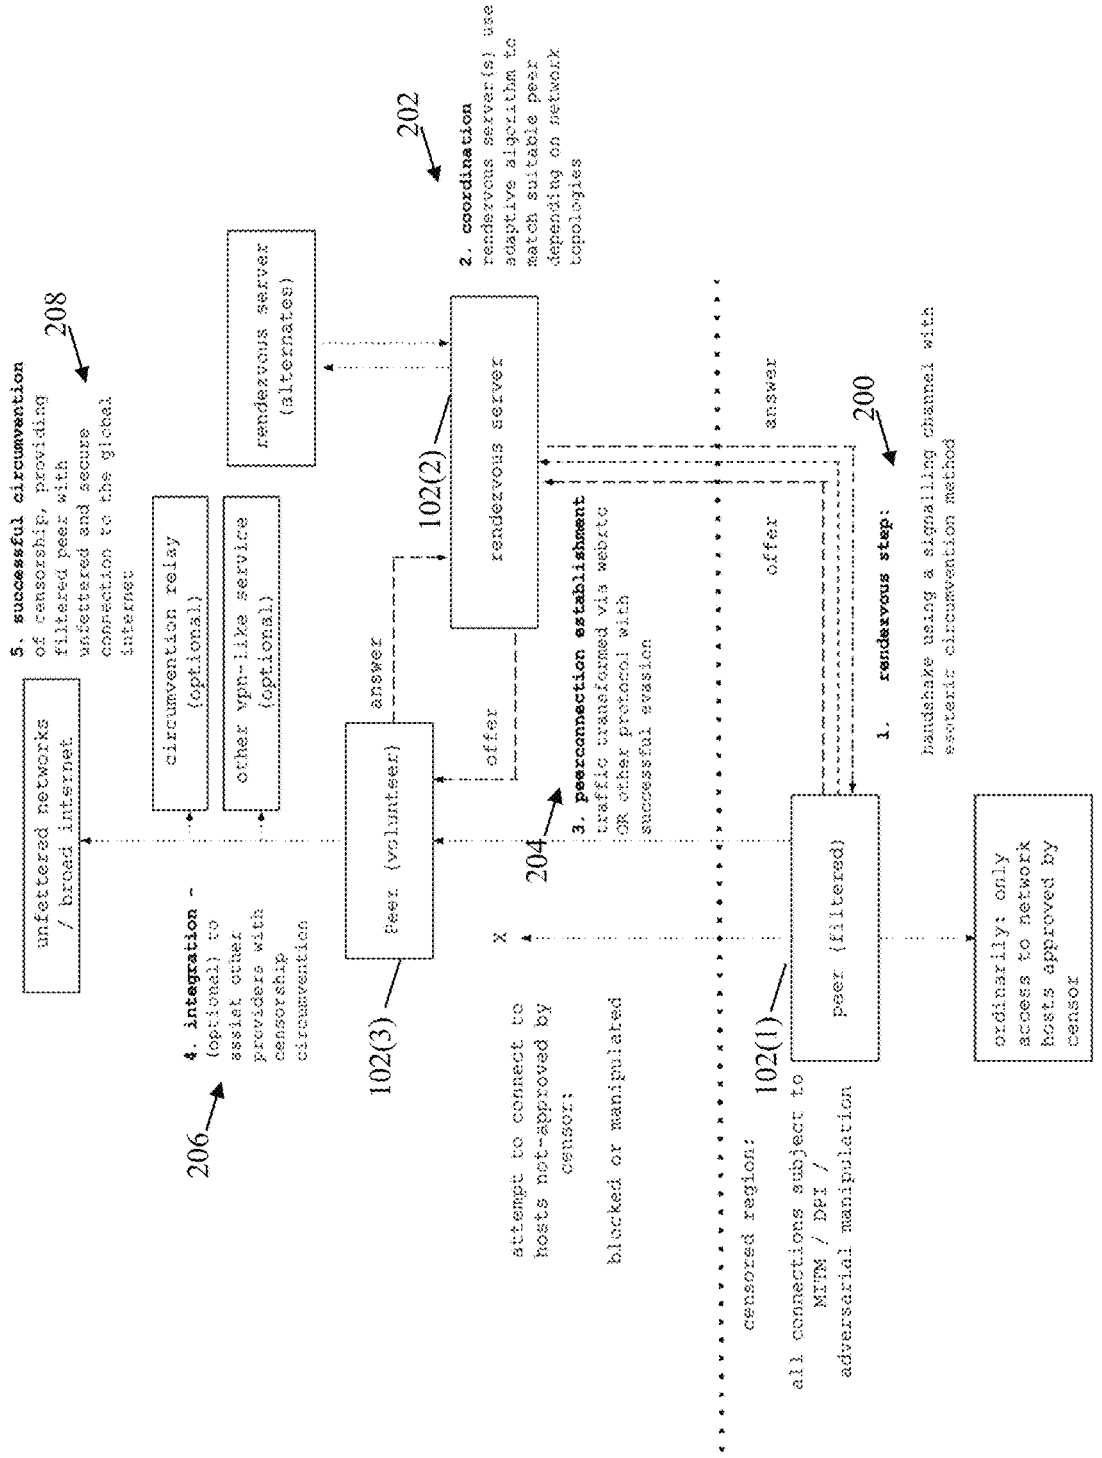 5. successful circumvention
of censorship, providing
filtered peer with
unfettered and secure
connection to the global
internet
208
unfettered networks
/ broad internet
circumvention relay
(optional)
other vpn-like service
(optional)
rendezvous server
(alternates)
4. integration -
(optional) to
assist other
providers with
censorship
circumvention
206
Peer (volunteer)
102(3)
answer
offer
rendezvous server
102(2)
2. coordination
rendervous server(s) use
adaptive algorithm to
match suitable peer
depending on network
topologies
202
3. peerconnection establishment
traffic transformed via webrtc
OR other protocol with
successful evasion
204
X
attempt to connect to
hosts not-approved by
censor;
blocked or manipulated
offer
answer
censored region:
all connections subject to
MITM / DPI /
adversarial manipulation
102(1)
peer (filtered)
1. rendervous step:
handshake using a signalling channel with
esoteric circumvention method
200
ordinarily: only
access to network
hosts approved by
censor